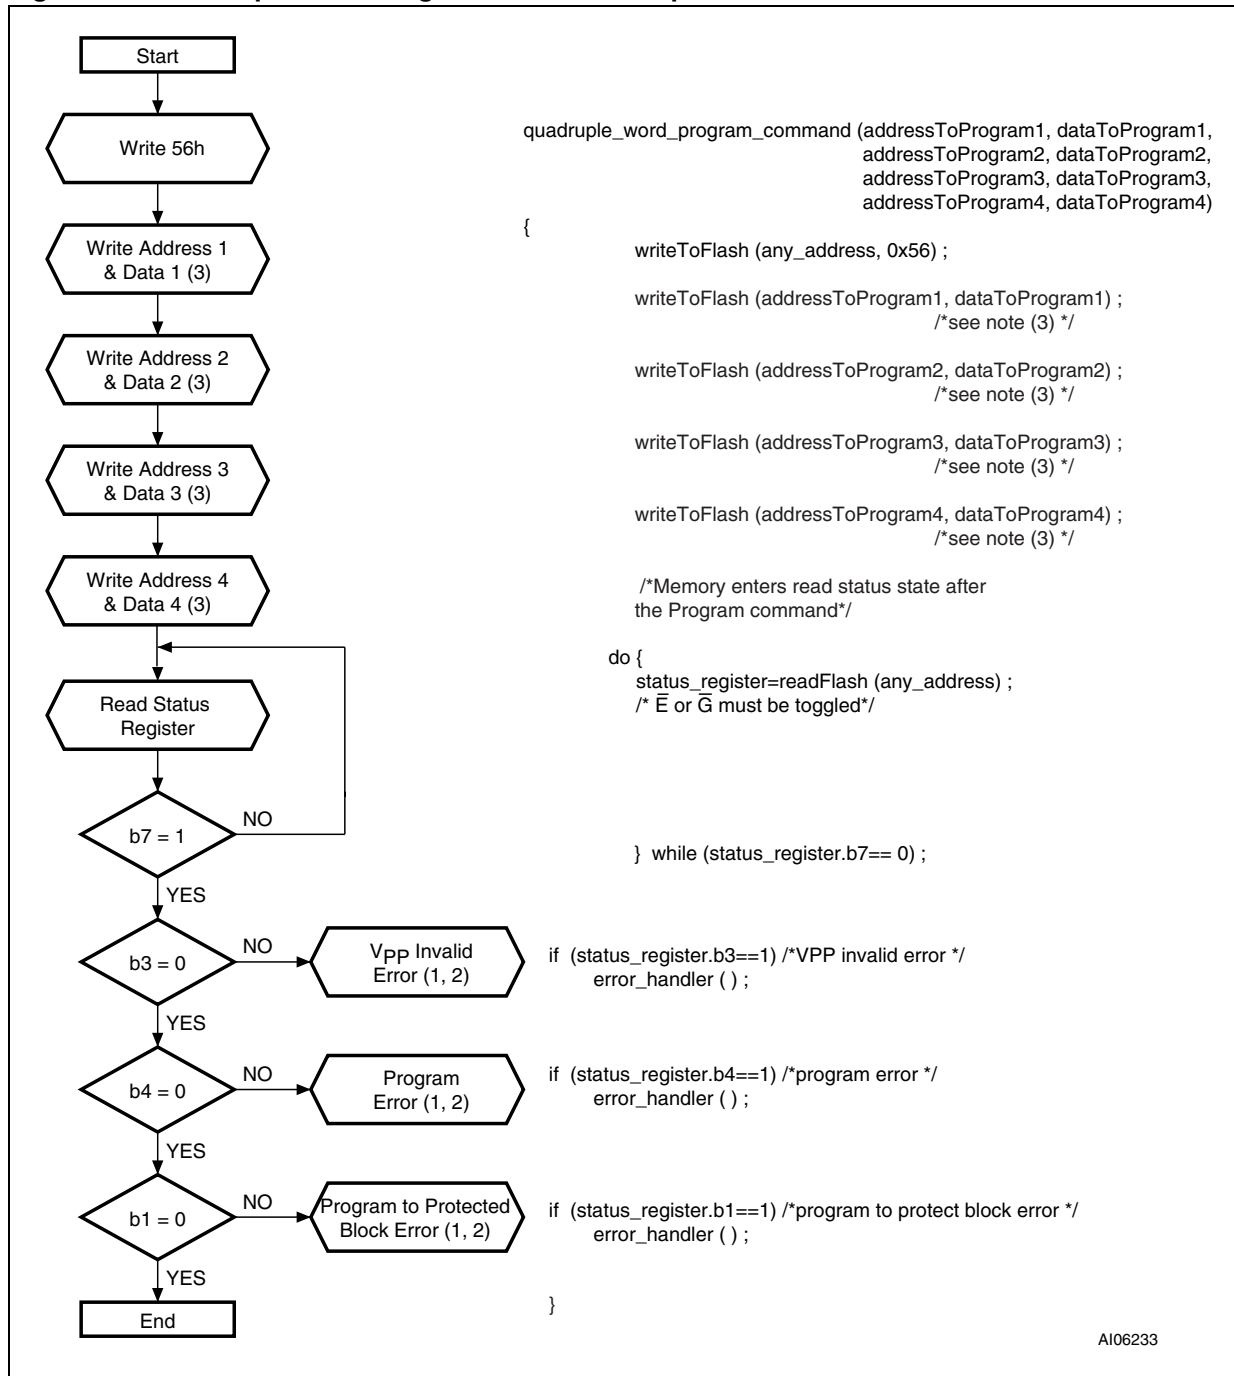 Start
Write 56h
Write Address 1
& Data 1 (3)
Write Address 2
& Data 2 (3)
Write Address 3
& Data 3 (3)
Write Address 4
& Data 4 (3)
Read Status
Register
b7 = 1
NO
YES
b3 = 0
NO
VPP Invalid
Error (1, 2)
YES
b4 = 0
NO
Program
Error (1, 2)
YES
b1 = 0
NO
Program to Protected
Block Error (1, 2)
YES
End
quadruple_word_program_command (addressToProgram1, dataToProgram1,
addressToProgram2, dataToProgram2,
addressToProgram3, dataToProgram3,
addressToProgram4, dataToProgram4)
{
writeToFlash (any_address, 0x56) ;
writeToFlash (addressToProgram1, dataToProgram1) ;
/*see note (3) */
writeToFlash (addressToProgram2, dataToProgram2) ;
/*see note (3) */
writeToFlash (addressToProgram3, dataToProgram3) ;
/*see note (3) */
writeToFlash (addressToProgram4, dataToProgram4) ;
/*see note (3) */
/*Memory enters read status state after
the Program command*/
do {
status_register=readFlash (any_address) ;
/* E̅ or G̅ must be toggled*/
} while (status_register.b7== 0) ;
if (status_register.b3==1) /*VPP invalid error */
error_handler ( ) ;
if (status_register.b4==1) /*program error */
error_handler ( ) ;
if (status_register.b1==1) /*program to protect block error */
error_handler ( ) ;
}
AI06233